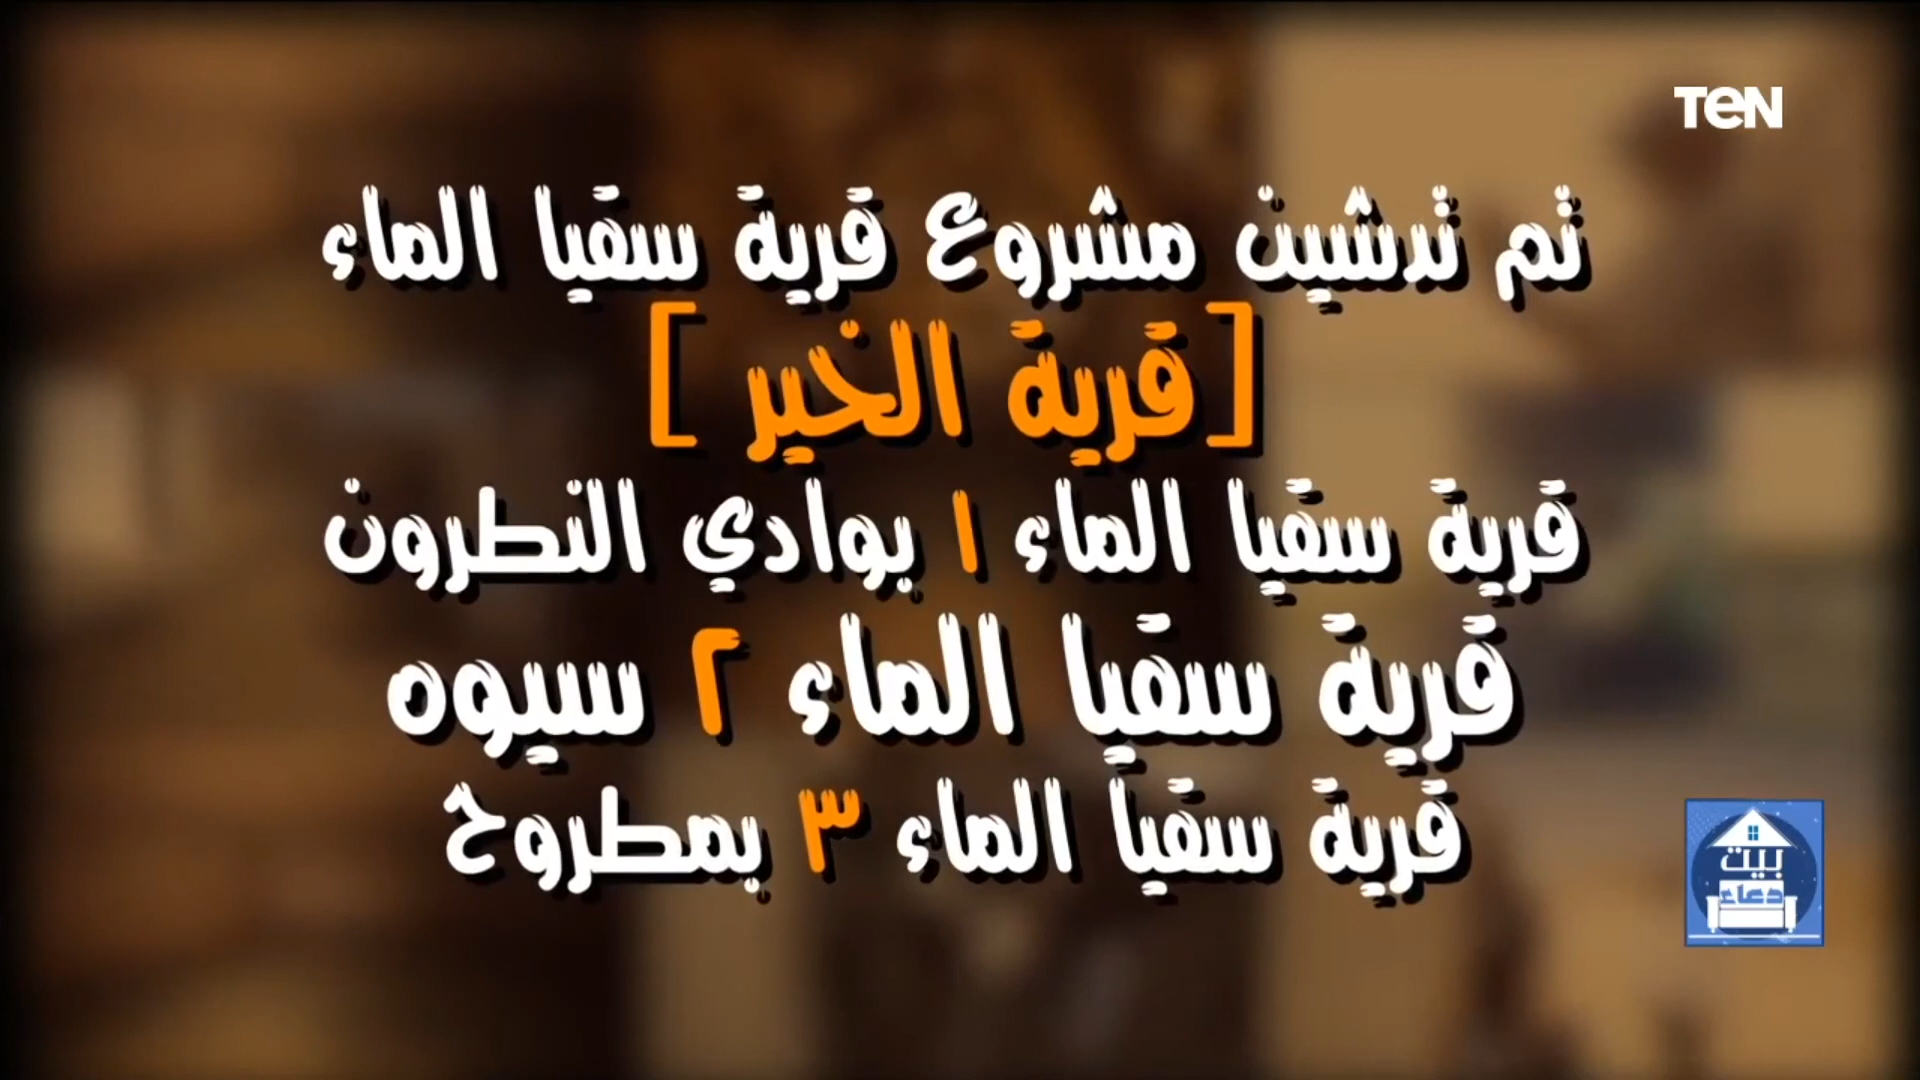 TEN
تم تدشين مشروع قرية سقيا الماء
[قرية الخير ]
قرية سقيا الماء ١ بوادي النطرون
قرية سقيا الماء ٢ سيوه
قرية سقيا الماء ٣ بمطروح
بيت
دعاء